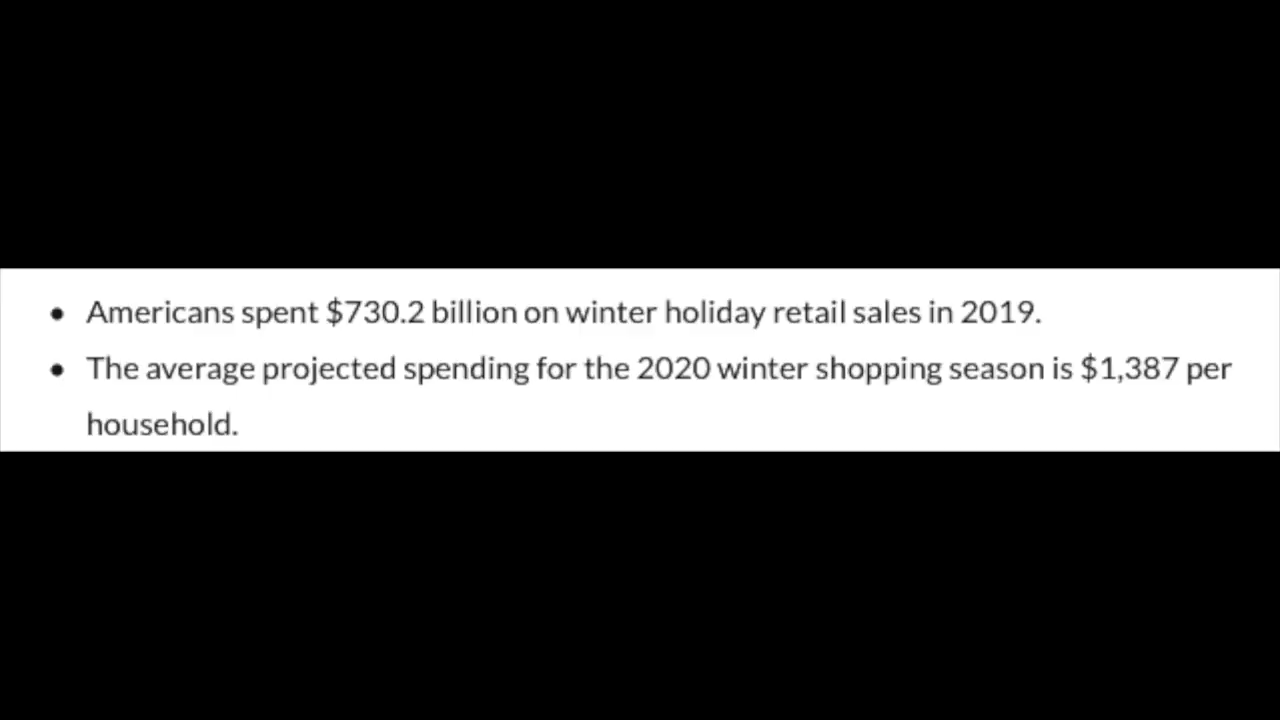 • Americans spent $730.2 billion on winter holiday retail sales in 2019.
• The average projected spending for the 2020 winter shopping season is $1,387 per
household.